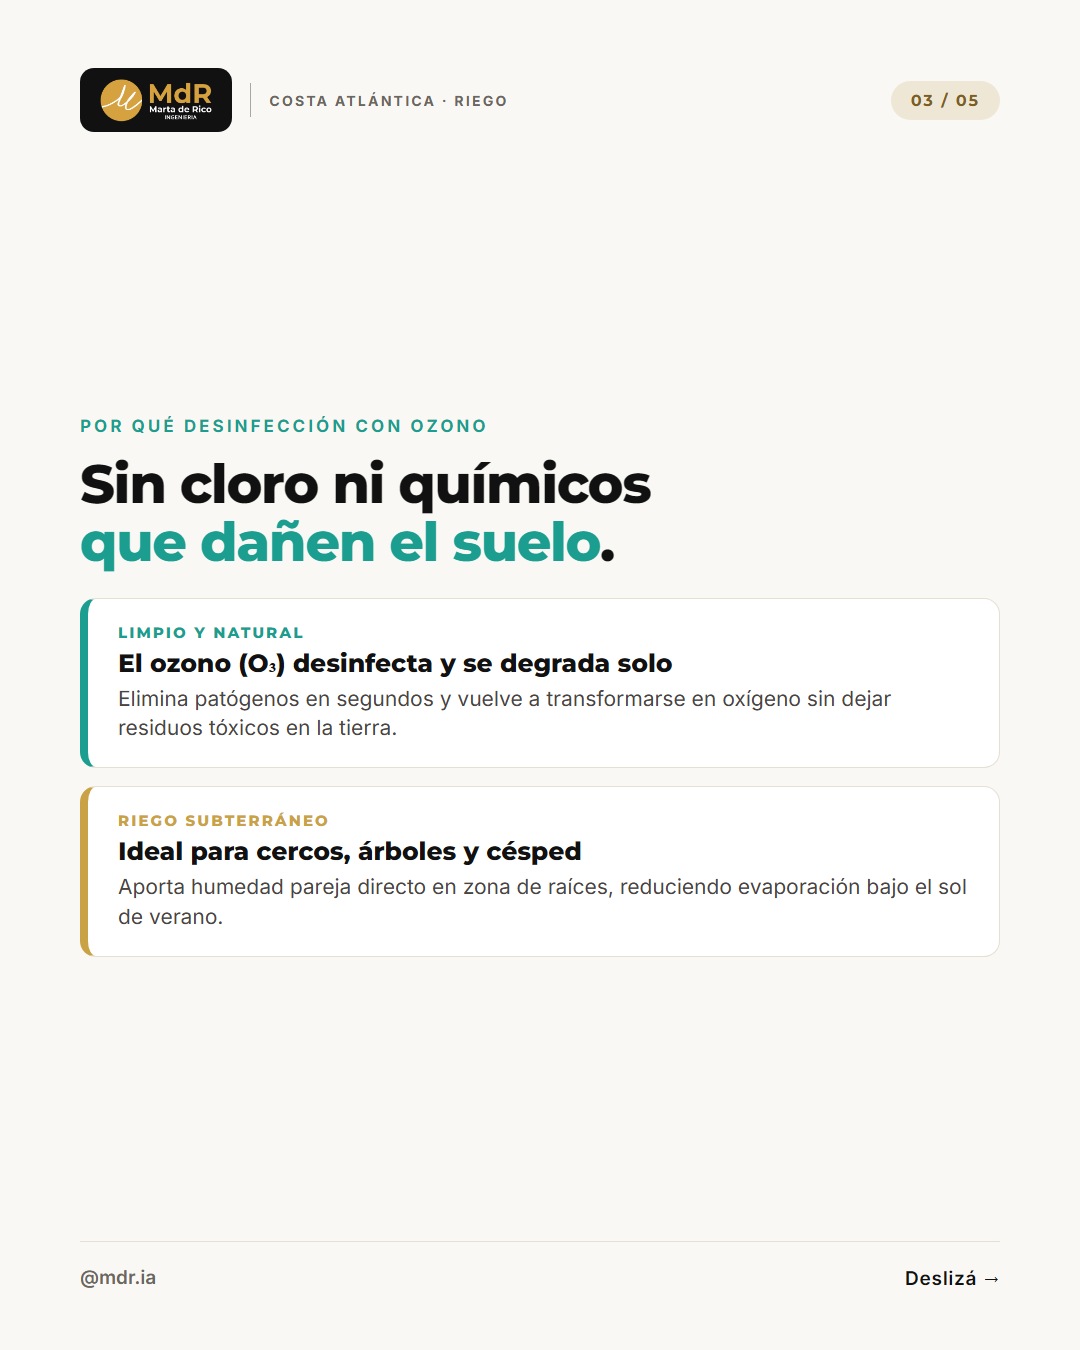 MdR
Marta de Rico
INGENIERIA
COSTA ATLÁNTICA · RIEGO
03 / 05
POR QUÉ DESINFECCIÓN CON OZONO
Sin cloro ni químicos
que dañen el suelo.
LIMPIO Y NATURAL
El ozono (O₃) desinfecta y se degrada solo
Elimina patógenos en segundos y vuelve a transformarse en oxígeno sin dejar
residuos tóxicos en la tierra.
RIEGO SUBTERRÁNEO
Ideal para cercos, árboles y césped
Aporta humedad pareja directo en zona de raíces, reduciendo evaporación bajo el sol
de verano.
@mdr.ia
Deslizá →